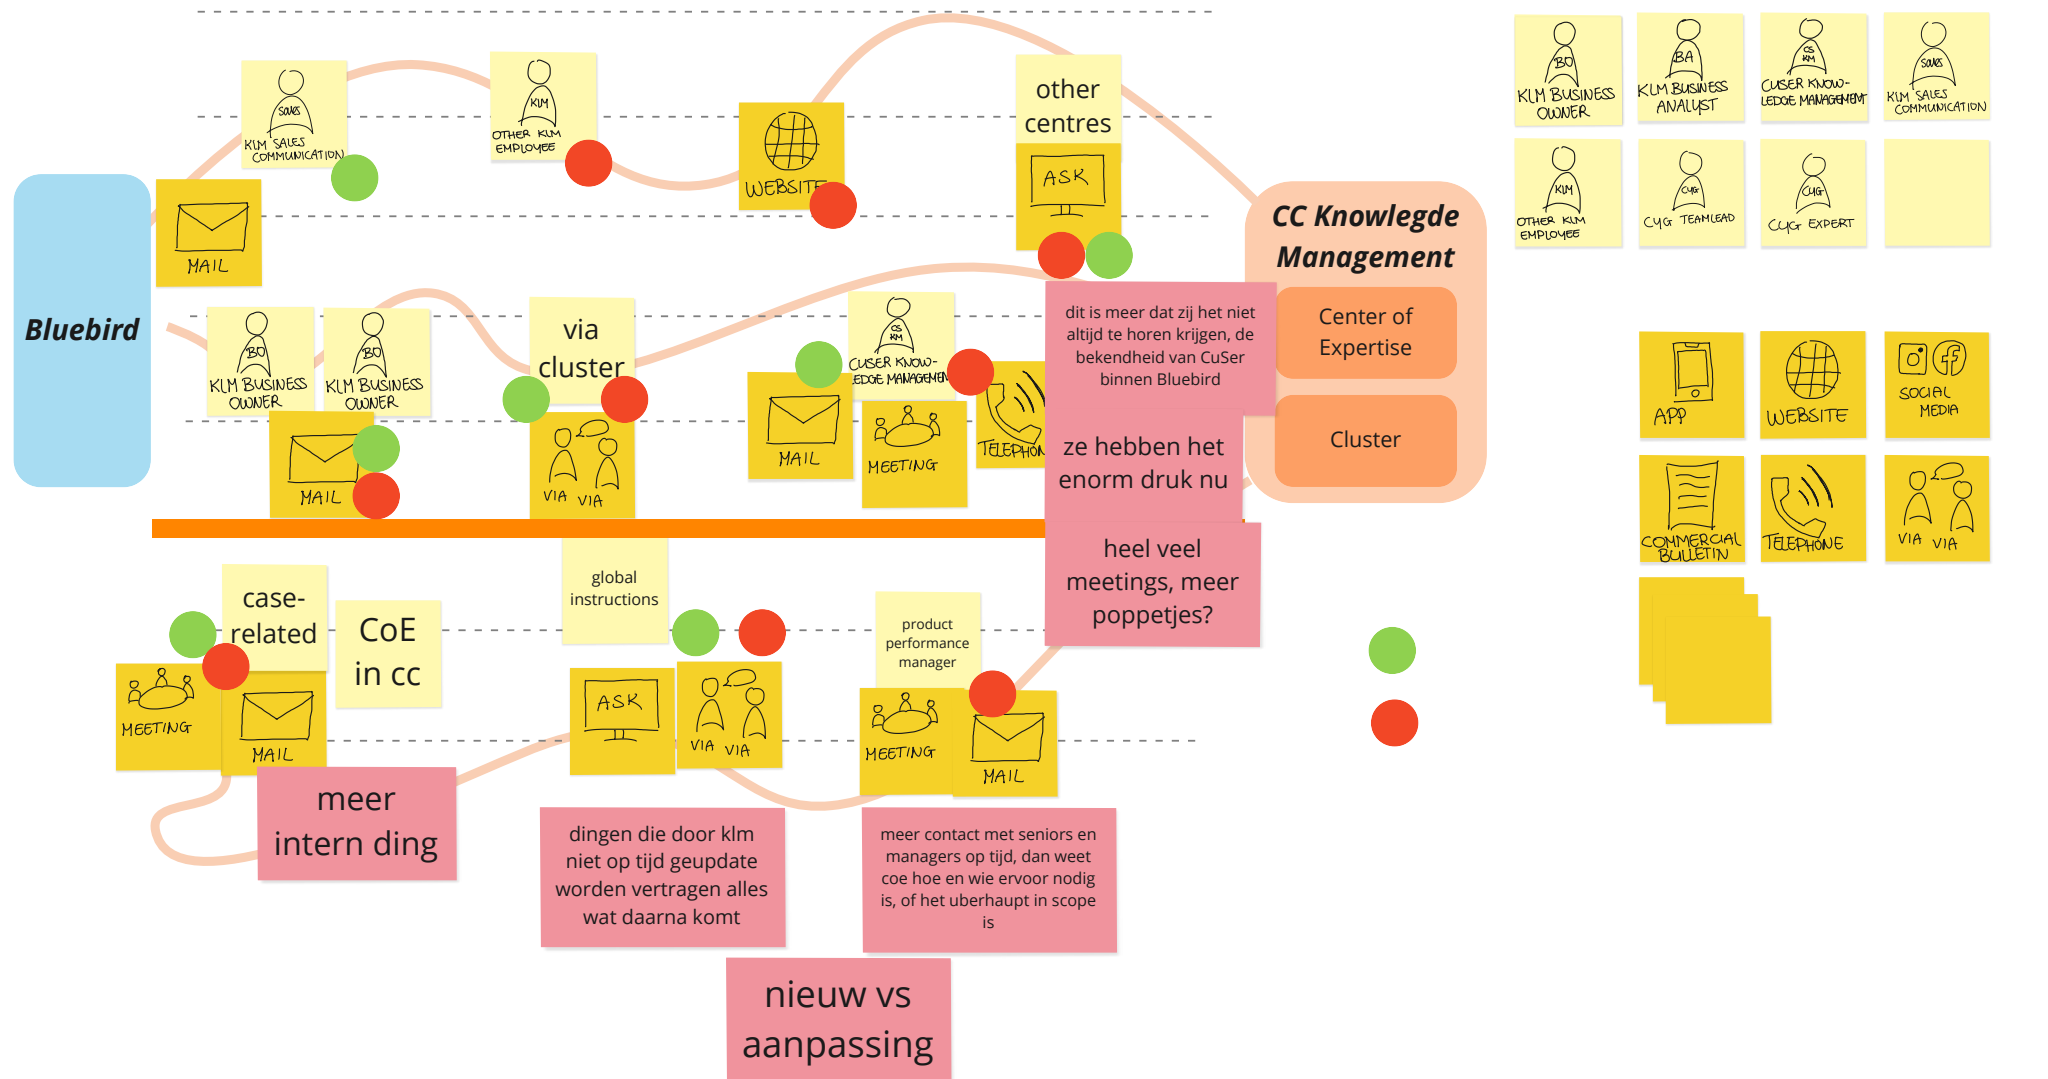 Bluebird
MAIL
SALES
KLM SALES
COMMUNICATION
KLM
OTHER KLM
EMPLOYEE
WEBSITE
other
centres
ASK
BO
KLM BUSINESS
OWNER
BO
KLM BUSINESS
OWNER
MAIL
via
cluster
VIA VIA
MAIL
CS
KM
CUSER KNOW-
LEDGE MANAGEMEN
MEETING
TELEPHON
dit is meer dat zij het niet
altijd te horen krijgen, de
bekendheid van CuSer
binnen Bluebird
ze hebben het
enorm druk nu
heel veel
meetings, meer
poppetjes?
CC Knowlegde
Management
Center of
Expertise
Cluster
case-
related
CoE
in cc
MEETING
MAIL
meer
intern ding
global
instructions
ASK
VIA VIA
dingen die door klm
niet op tijd geupdate
worden vertragen alles
wat daarna komt
product
performance
manager
MEETING
MAIL
meer contact met seniors en
managers op tijd, dan weet
coe hoe en wie ervoor nodig
is, of het uberhaupt in scope
is
nieuw vs
aanpassing
BO
KLM BUSINESS
OWNER
BA
KLM BUSINESS
ANALYST
CS
KM
CUSER KNOW-
LEDGE MANAGEMENT
SALES
KLM SALES
COMMUNICATION
KLM
OTHER KLM
EMPLOYEE
CYG
CYG TEAMLEAD
CYG
CYG EXPERT
APP
WEBSITE
SOCIAL
MEDIA
COMMERCIAL
BULLETIN
TELEPHONE
VIA VIA